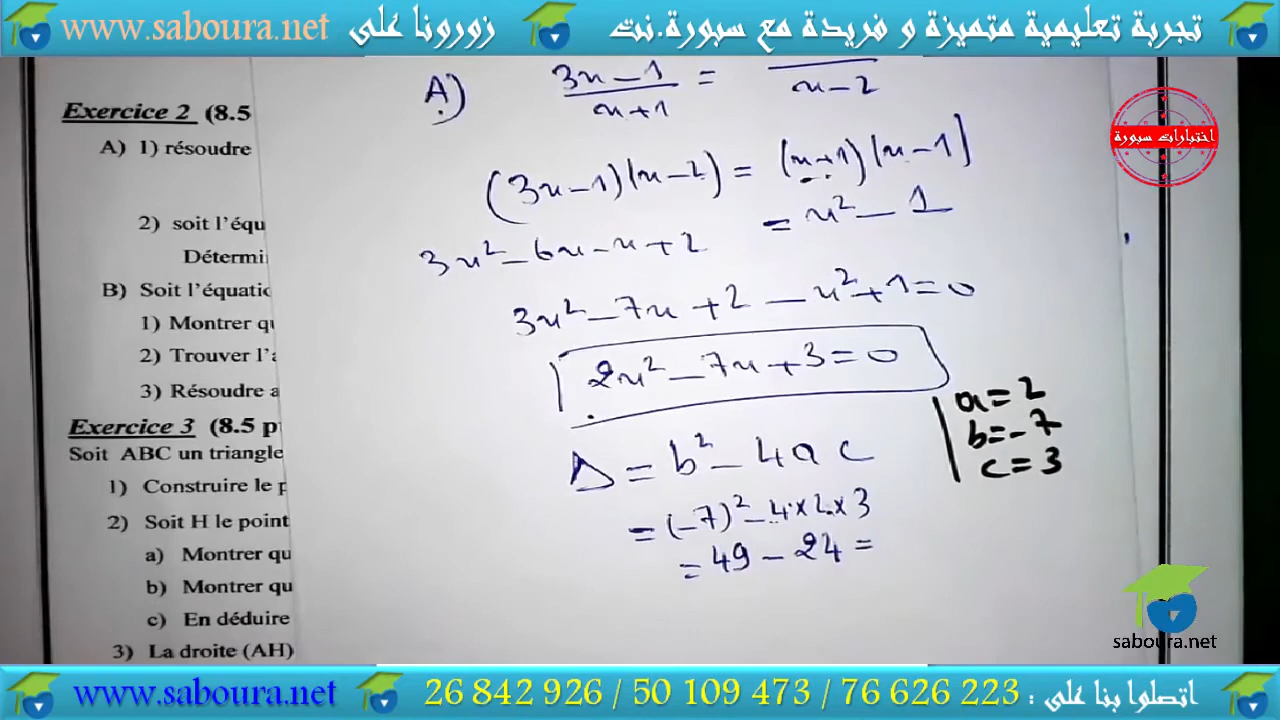 www.saboura.net زورونا على تجربة تعليمية متميزة و فريدة مع سبورة.نت
Exercice 2 (8.5
A) 1) résoudre
2) soit l'équ
Détermi
B) Soit l'équatio
1) Montrer qu
2) Trouver l'a
3) Résoudre a
Exercice 3 (8.5 p
Soit ABC un triangle
1) Construire le p
2) Soit H le point
a) Montrer qu
b) Montrer qu
c) En déduire
3) La droite (AH)
A) 3x-1 =
x+1 x-2
(3x-1)(x-2) = (x+1)(x-1)
3x²-6x-x+2 = x²-1
3x²-7x+2-x²+1=0
2x²-7x+3=0
Δ = b²-4ac
= (-7)²-4×2×3
= 49-24=
a=2
b=-7
c=3
اختبارات سبورة
saboura.net
www.saboura.net 26 842 926 / 50 109 473 / 76 626 223 : اتصلوا بنا على